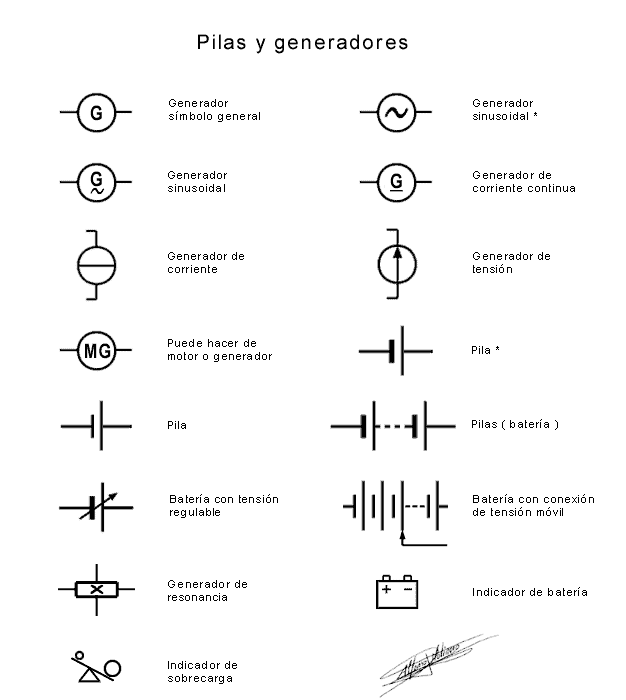 Pilas y generadores
Generador
símbolo general
G
Generador
sinusoidal *
Generador
sinusoidal
G
Generador de
corriente continua
G
Generador de
corriente
Generador de
tensión
Puede hacer de
motor o generador
MG
Pila *
Pila
Pilas ( batería )
Batería con tensión
regulable
Batería con conexión
de tensión móvil
Generador de
resonancia
Indicador de batería
+ −
Indicador de
sobrecarga